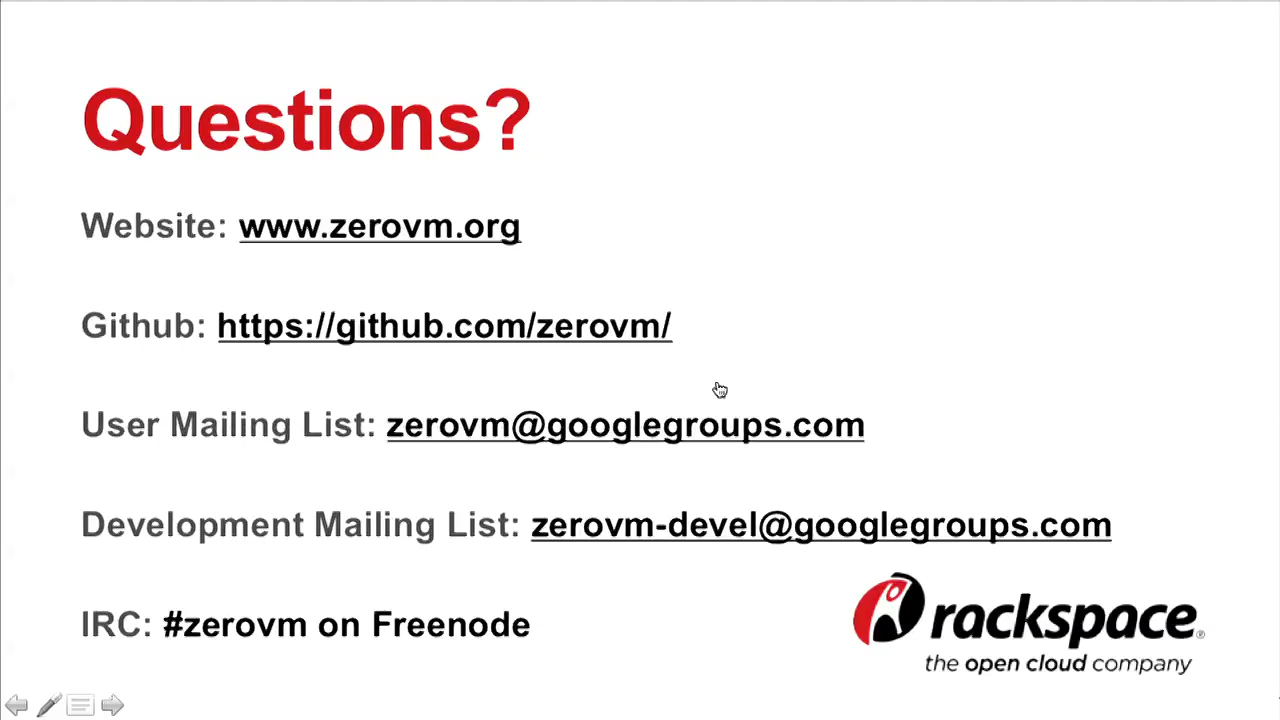 Questions?
Website: www.zerovm.org
Github: https://github.com/zerovm/
User Mailing List: zerovm@googlegroups.com
Development Mailing List: zerovm-devel@googlegroups.com
IRC: #zerovm on Freenode
rackspace®
the open cloud company